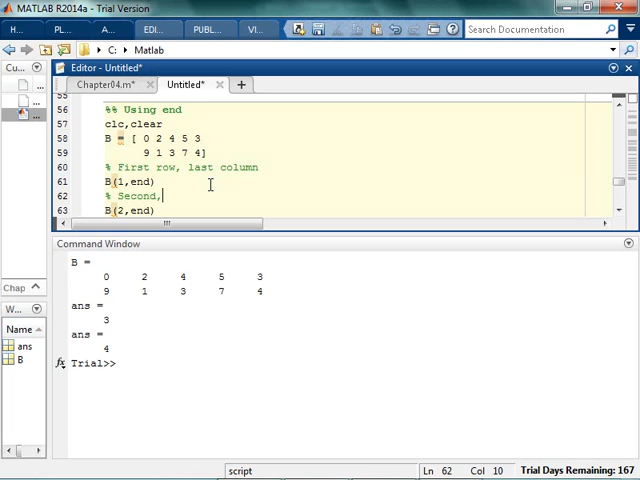 MATLAB R2014a - Trial Version
H... P... A... EDI... PUBL... VI... Search Documentation
C: Matlab
Cu... Editor - Untitled*
Chapter04.m* Untitled*
55
56 %% Using end
57 clc,clear
58 B = [ 0 2 4 5 3
59 9 1 3 7 4]
60 % First row, last column
61 B(1,end)
62 % Second,
63 B(2,end)
Command Window
B =
0 2 4 5 3
9 1 3 7 4
ans =
3
ans =
4
fx Trial>>
Chap
W...
Name
ans
B
script Ln 62 Col 10 Trial Days Remaining: 167